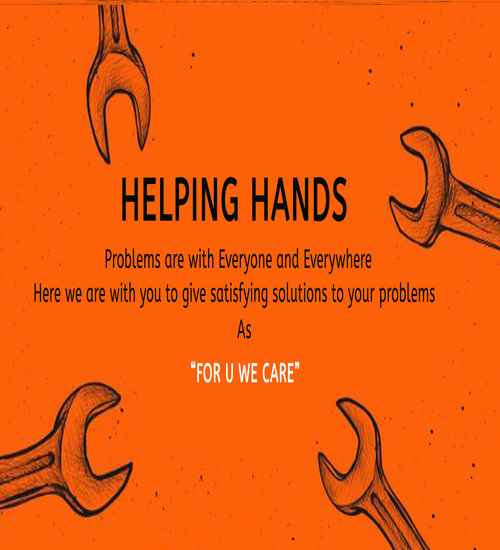 HELPING HANDS
Problems are with Everyone and Everywhere
Here we are with you to give satisfying solutions to your problems
As
“FOR U WE CARE”